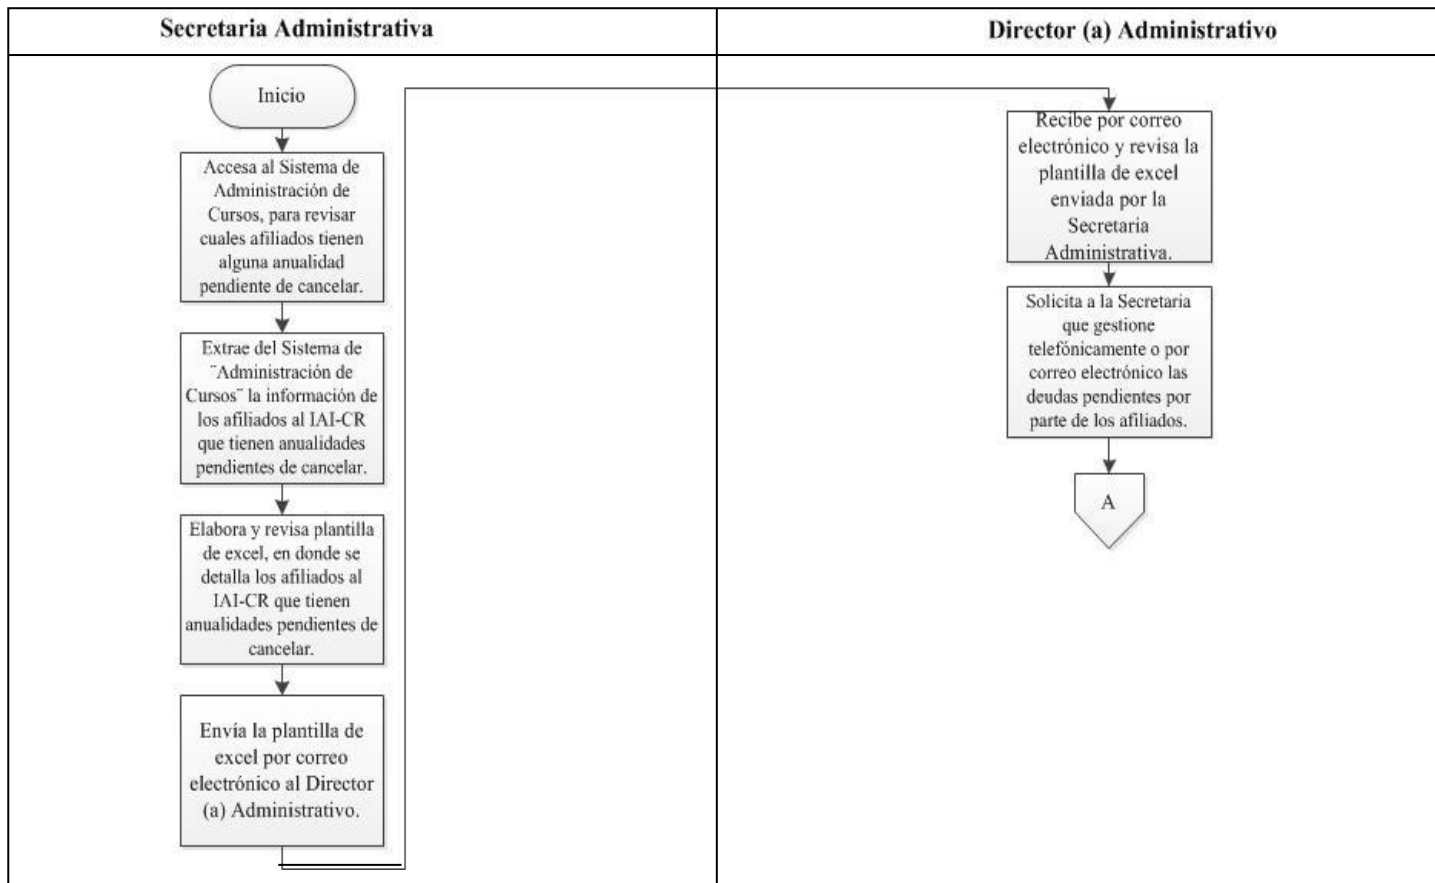 Secretaria Administrativa
Director (a) Administrativo
Inicio
Accesa al Sistema de
Administración de
Cursos, para revisar
cuales afiliados tienen
alguna anualidad
pendiente de cancelar.
Extrae del Sistema de
¨Administración de
Cursos¨ la información de
los afiliados al IAI-CR
que tienen anualidades
pendientes de cancelar.
Elabora y revisa plantilla
de excel, en donde se
detalla los afiliados al
IAI-CR que tienen
anualidades pendientes de
cancelar.
Envía la plantilla de
excel por correo
electrónico al Director
(a) Administrativo.
Recibe por correo
electrónico y revisa la
plantilla de excel
enviada por la
Secretaria
Administrativa.
Solicita a la Secretaria
que gestione
telefónicamente o por
correo electrónico las
deudas pendientes por
parte de los afiliados.
A